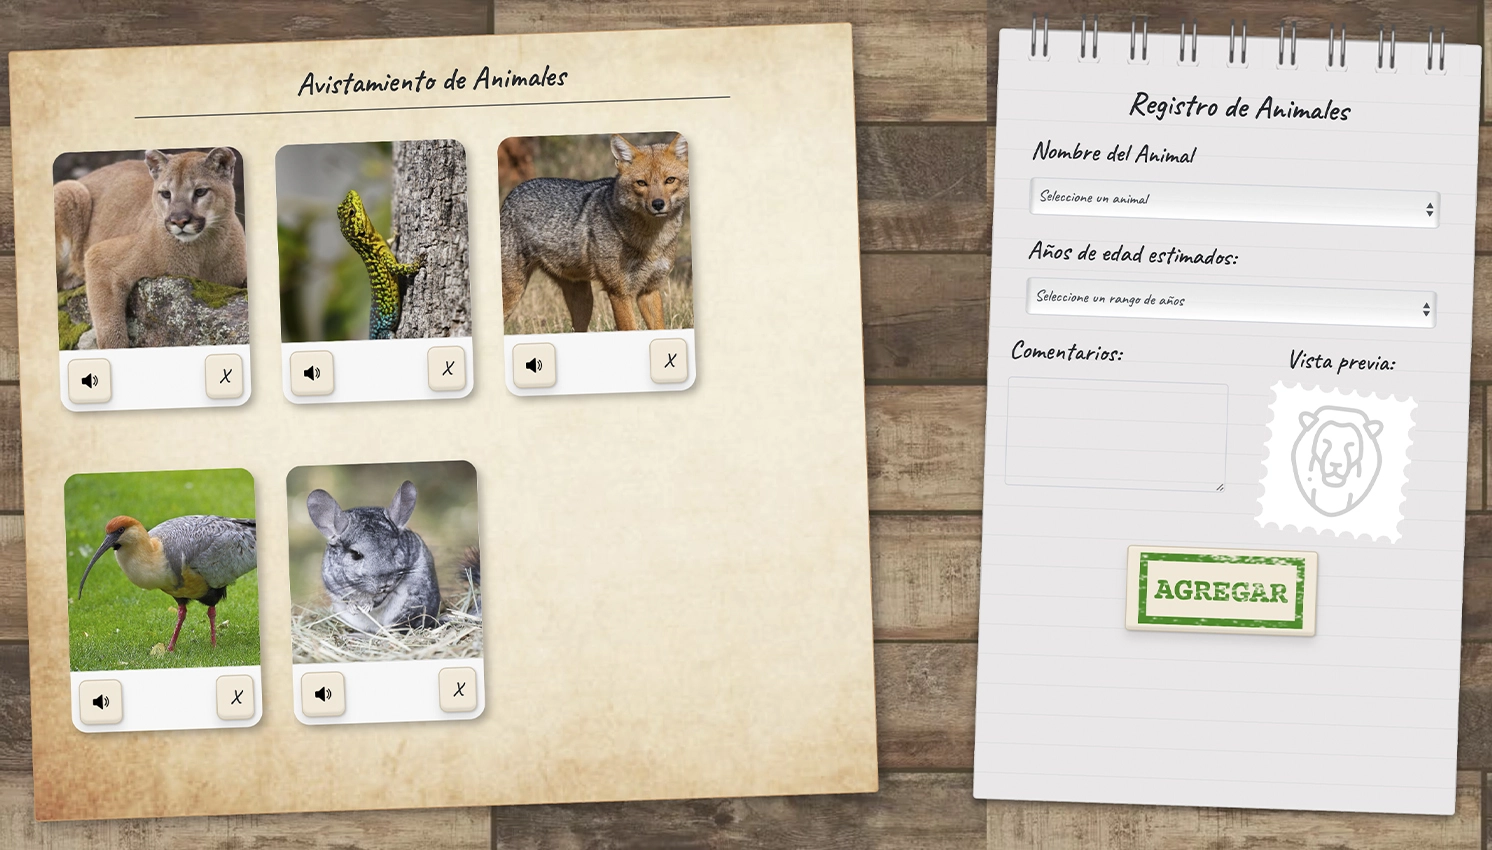 Avistamiento de Animales
X
X
X
X
X
Registro de Animales
Nombre del Animal
Seleccione un animal
Años de edad estimados:
Seleccione un rango de años
Comentarios:
Vista previa:
AGREGAR